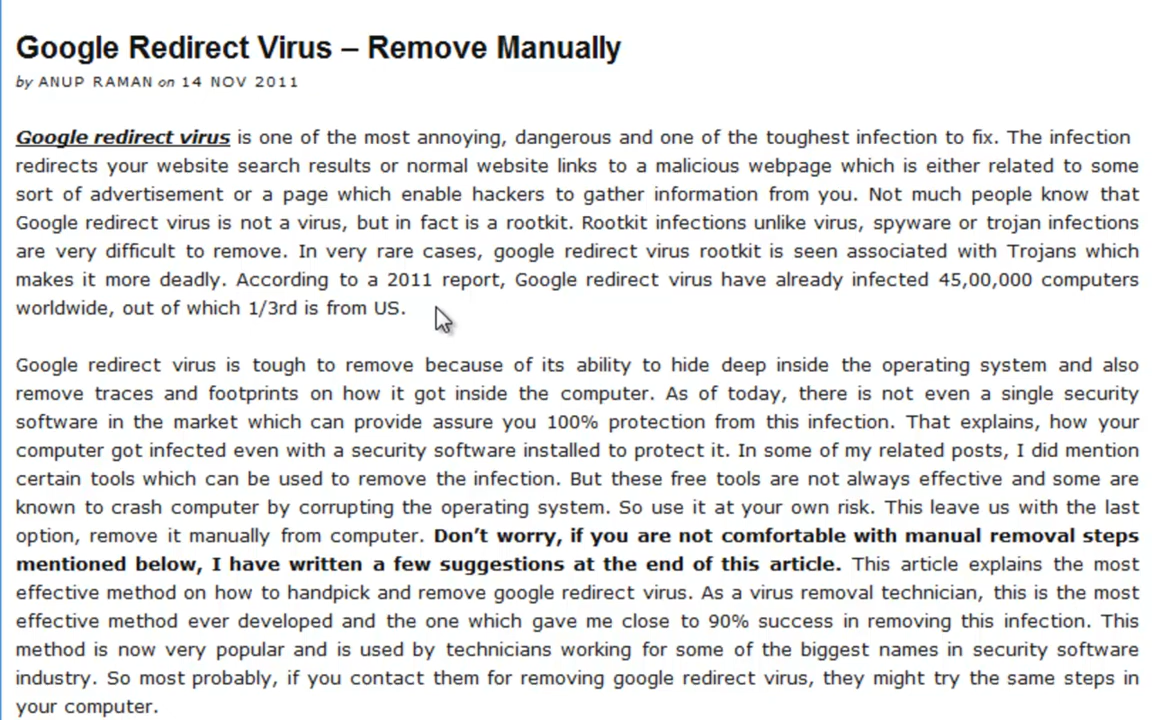 Google Redirect Virus – Remove Manually
by ANUP RAMAN on 14 NOV 2011
Google redirect virus is one of the most annoying, dangerous and one of the toughest infection to fix. The infection
redirects your website search results or normal website links to a malicious webpage which is either related to some
sort of advertisement or a page which enable hackers to gather information from you. Not much people know that
Google redirect virus is not a virus, but in fact is a rootkit. Rootkit infections unlike virus, spyware or trojan infections
are very difficult to remove. In very rare cases, google redirect virus rootkit is seen associated with Trojans which
makes it more deadly. According to a 2011 report, Google redirect virus have already infected 45,00,000 computers
worldwide, out of which 1/3rd is from US.
Google redirect virus is tough to remove because of its ability to hide deep inside the operating system and also
remove traces and footprints on how it got inside the computer. As of today, there is not even a single security
software in the market which can provide assure you 100% protection from this infection. That explains, how your
computer got infected even with a security software installed to protect it. In some of my related posts, I did mention
certain tools which can be used to remove the infection. But these free tools are not always effective and some are
known to crash computer by corrupting the operating system. So use it at your own risk. This leave us with the last
option, remove it manually from computer. Don't worry, if you are not comfortable with manual removal steps
mentioned below, I have written a few suggestions at the end of this article. This article explains the most
effective method on how to handpick and remove google redirect virus. As a virus removal technician, this is the most
effective method ever developed and the one which gave me close to 90% success in removing this infection. This
method is now very popular and is used by technicians working for some of the biggest names in security software
industry. So most probably, if you contact them for removing google redirect virus, they might try the same steps in
your computer.